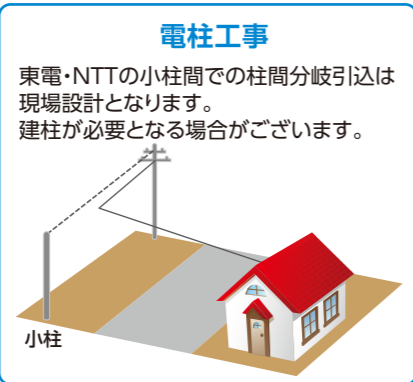 電柱工事
東電・NTTの小柱間での柱間分岐引込は
現場設計となります。
建柱が必要となる場合がございます。
小柱